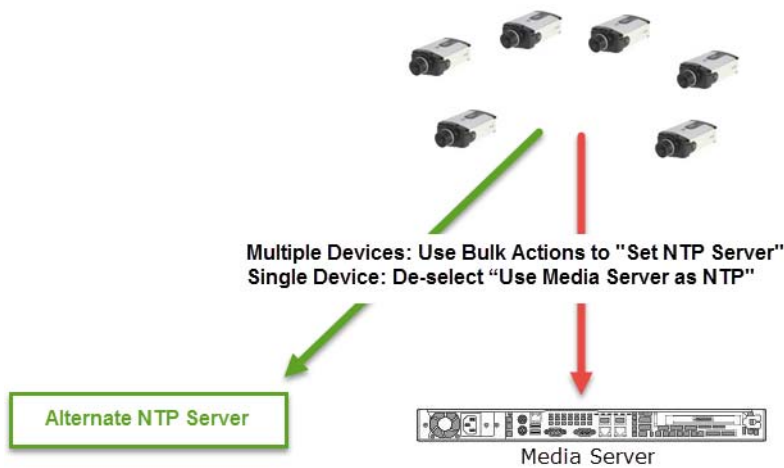 Multiple Devices: Use Bulk Actions to "Set NTP Server"
Single Device: De-select “Use Media Server as NTP"
Alternate NTP Server
Media Server